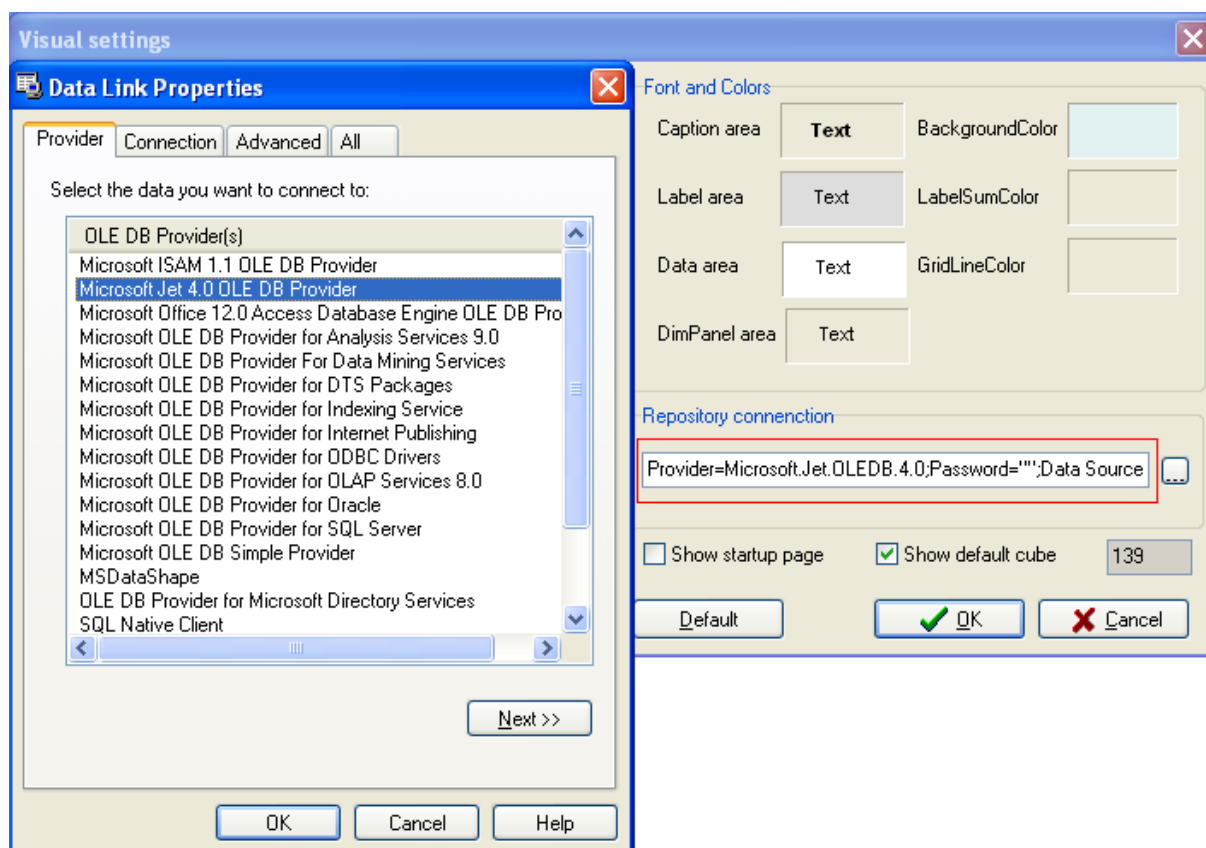 Visual settings
Data Link Properties
Provider
Connection
Advanced
All
Select the data you want to connect to:
OLE DB Provider(s)
Microsoft ISAM 1.1 OLE DB Provider
Microsoft Jet 4.0 OLE DB Provider
Microsoft Office 12.0 Access Database Engine OLE DB Pro
Microsoft OLE DB Provider for Analysis Services 9.0
Microsoft OLE DB Provider For Data Mining Services
Microsoft OLE DB Provider for DTS Packages
Microsoft OLE DB Provider for Indexing Service
Microsoft OLE DB Provider for Internet Publishing
Microsoft OLE DB Provider for ODBC Drivers
Microsoft OLE DB Provider for OLAP Services 8.0
Microsoft OLE DB Provider for Oracle
Microsoft OLE DB Provider for SQL Server
Microsoft OLE DB Simple Provider
MSDataShape
OLE DB Provider for Microsoft Directory Services
SQL Native Client
Next >>
OK
Cancel
Help
Font and Colors
Caption area
Text
BackgroundColor
Label area
Text
LabelSumColor
Data area
Text
GridLineColor
DimPanel area
Text
Repository connenction
Provider=Microsoft.Jet.OLEDB.4.0;Password="";Data Source
...
Show startup page
Show default cube
139
Default
OK
Cancel